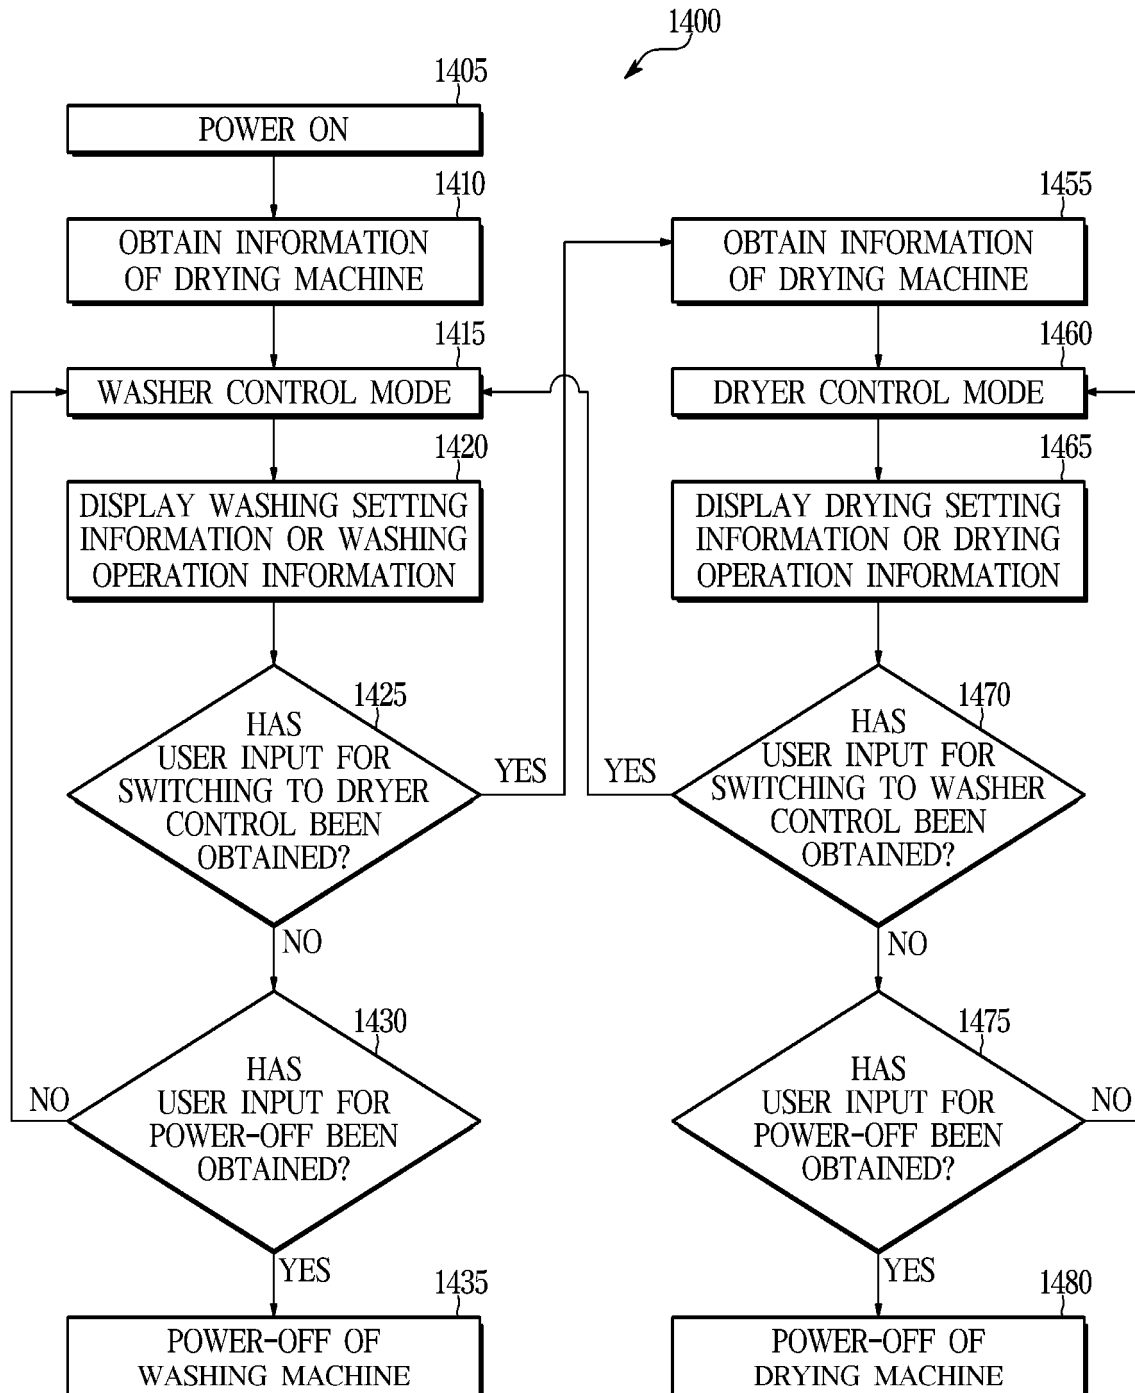 1400
1405
POWER ON
1410
OBTAIN INFORMATION
OF DRYING MACHINE
1415
WASHER CONTROL MODE
1420
DISPLAY WASHING SETTING
INFORMATION OR WASHING
OPERATION INFORMATION
1425
HAS
USER INPUT FOR
SWITCHING TO DRYER
CONTROL BEEN
OBTAINED?
YES
NO
1430
HAS
USER INPUT FOR
POWER-OFF BEEN
OBTAINED?
NO
YES
1435
POWER-OFF OF
WASHING MACHINE
1455
OBTAIN INFORMATION
OF DRYING MACHINE
1460
DRYER CONTROL MODE
1465
DISPLAY DRYING SETTING
INFORMATION OR DRYING
OPERATION INFORMATION
1470
HAS
USER INPUT FOR
SWITCHING TO WASHER
CONTROL BEEN
OBTAINED?
YES
NO
1475
HAS
USER INPUT FOR
POWER-OFF BEEN
OBTAINED?
NO
YES
1480
POWER-OFF OF
DRYING MACHINE